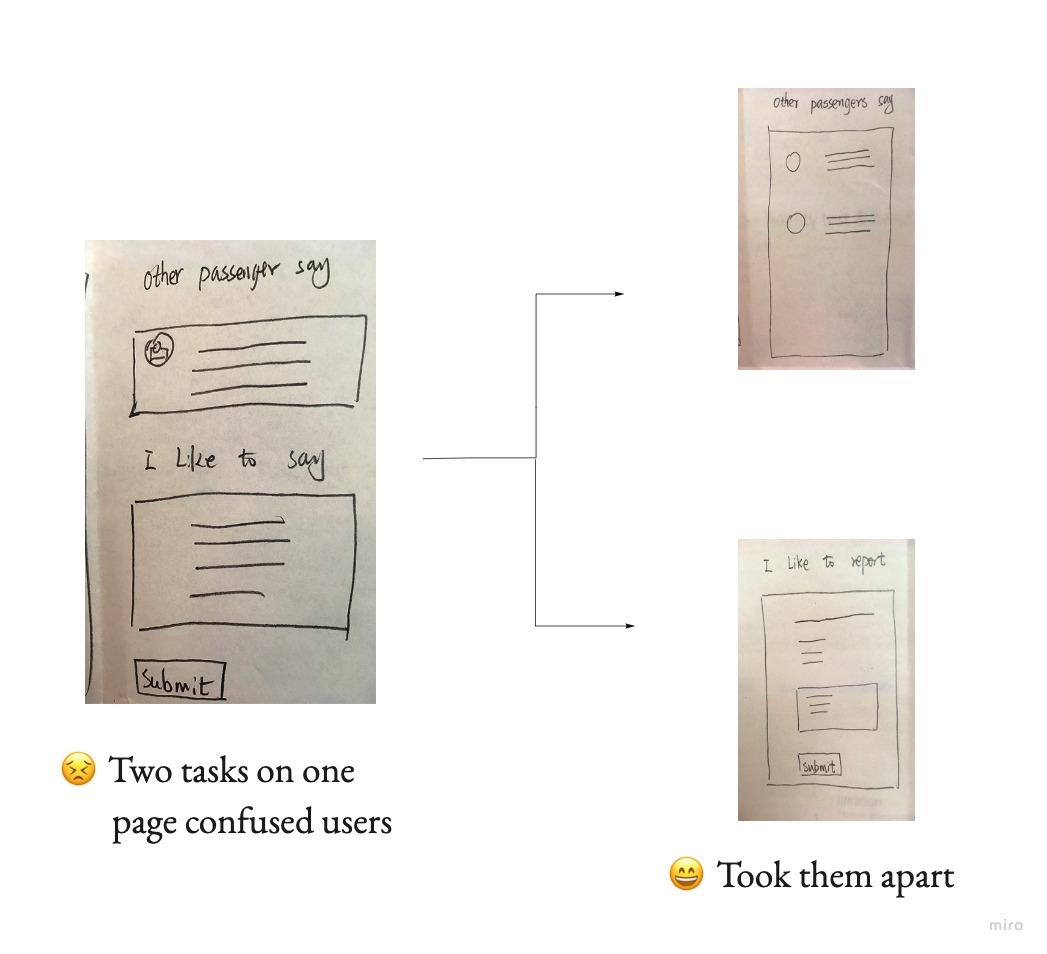 other passenger say
I Like to say
Submit
😣 Two tasks on one
page confused users
other passengers say
I Like to report
Submit
😄 Took them apart
miro